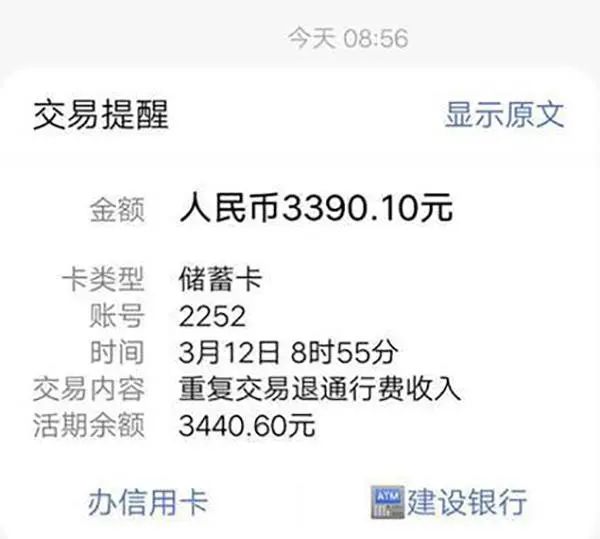 今天 08:56
交易提醒 显示原文
金额 人民币3390.10元
卡类型 储蓄卡
账号 2252
时间 3月12日 8时55分
交易内容 重复交易退通行费收入
活期余额 3440.60元
办信用卡 ATM 建设银行